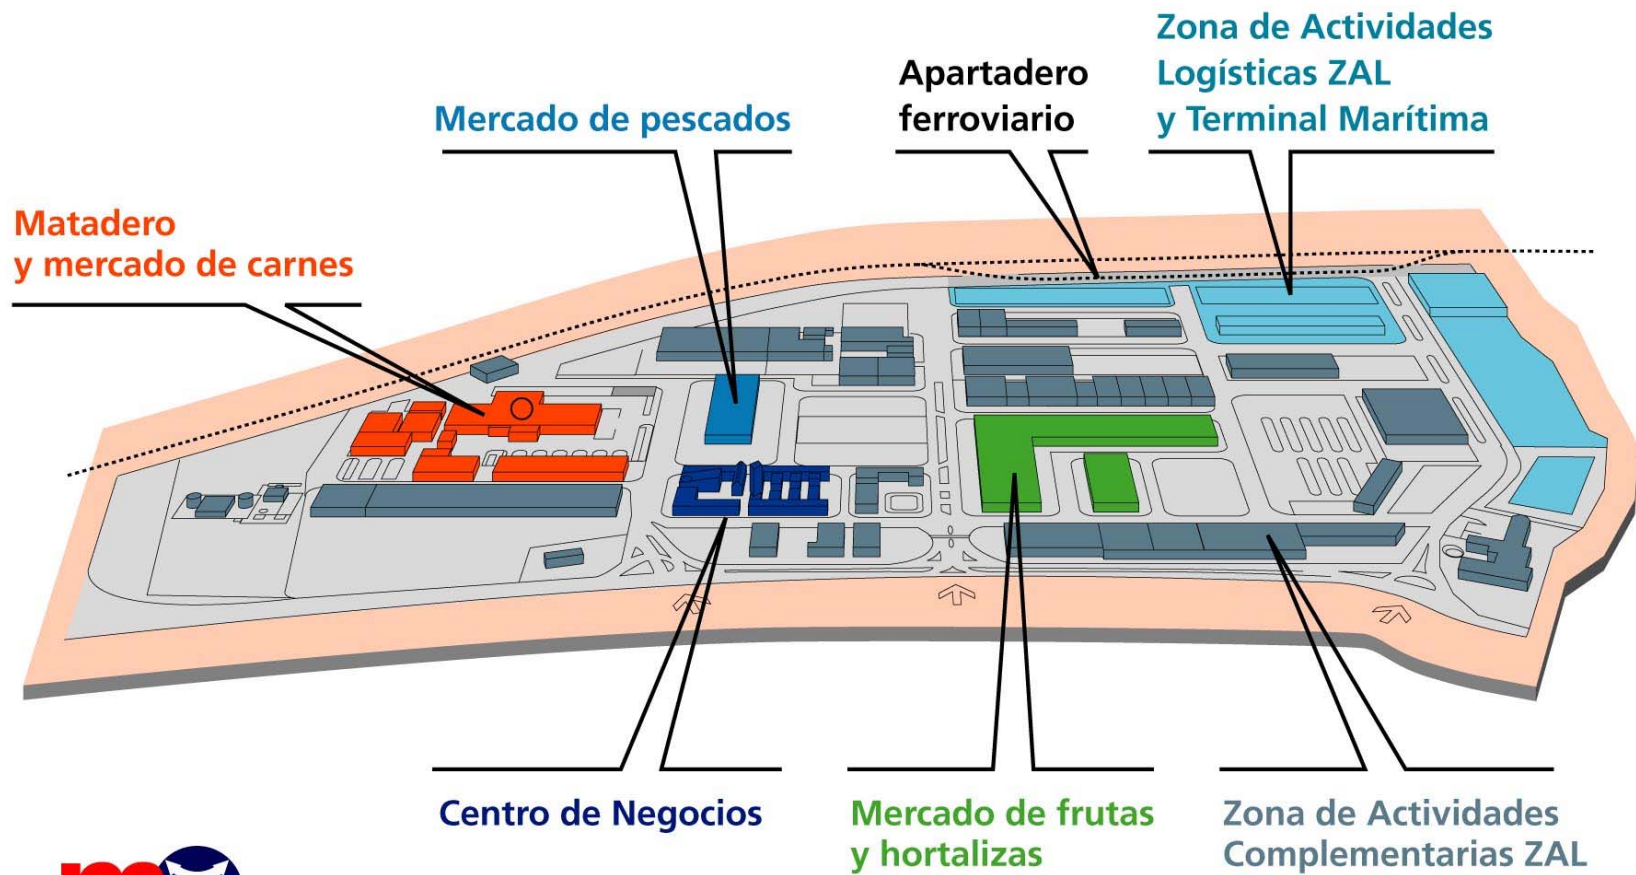 Zona de Actividades
Logísticas ZAL
y Terminal Marítima
Apartadero
ferroviario
Mercado de pescados
Matadero
y mercado de carnes
Centro de Negocios
Mercado de frutas
y hortalizas
Zona de Actividades
Complementarias ZAL